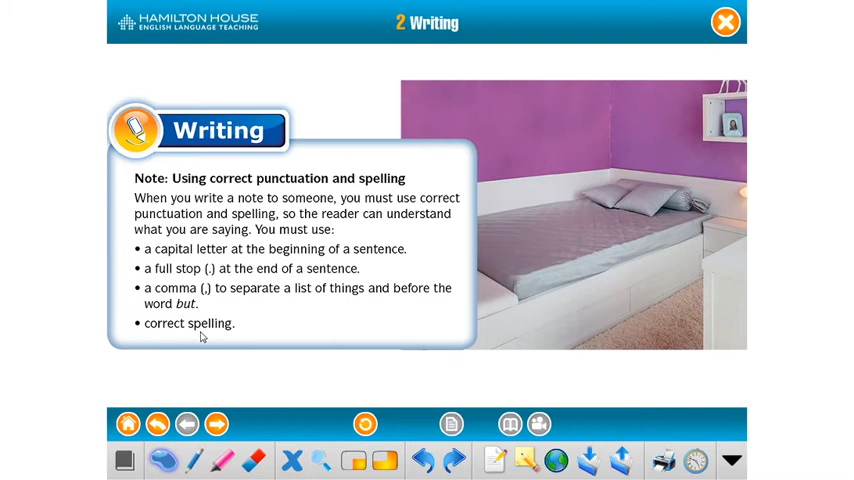 HAMILTON HOUSE
ENGLISH LANGUAGE TEACHING
2 Writing
Writing
Note: Using correct punctuation and spelling
When you write a note to someone, you must use correct
punctuation and spelling, so the reader can understand
what you are saying. You must use:
• a capital letter at the beginning of a sentence.
• a full stop (.) at the end of a sentence.
• a comma (,) to separate a list of things and before the
word but.
• correct spelling.